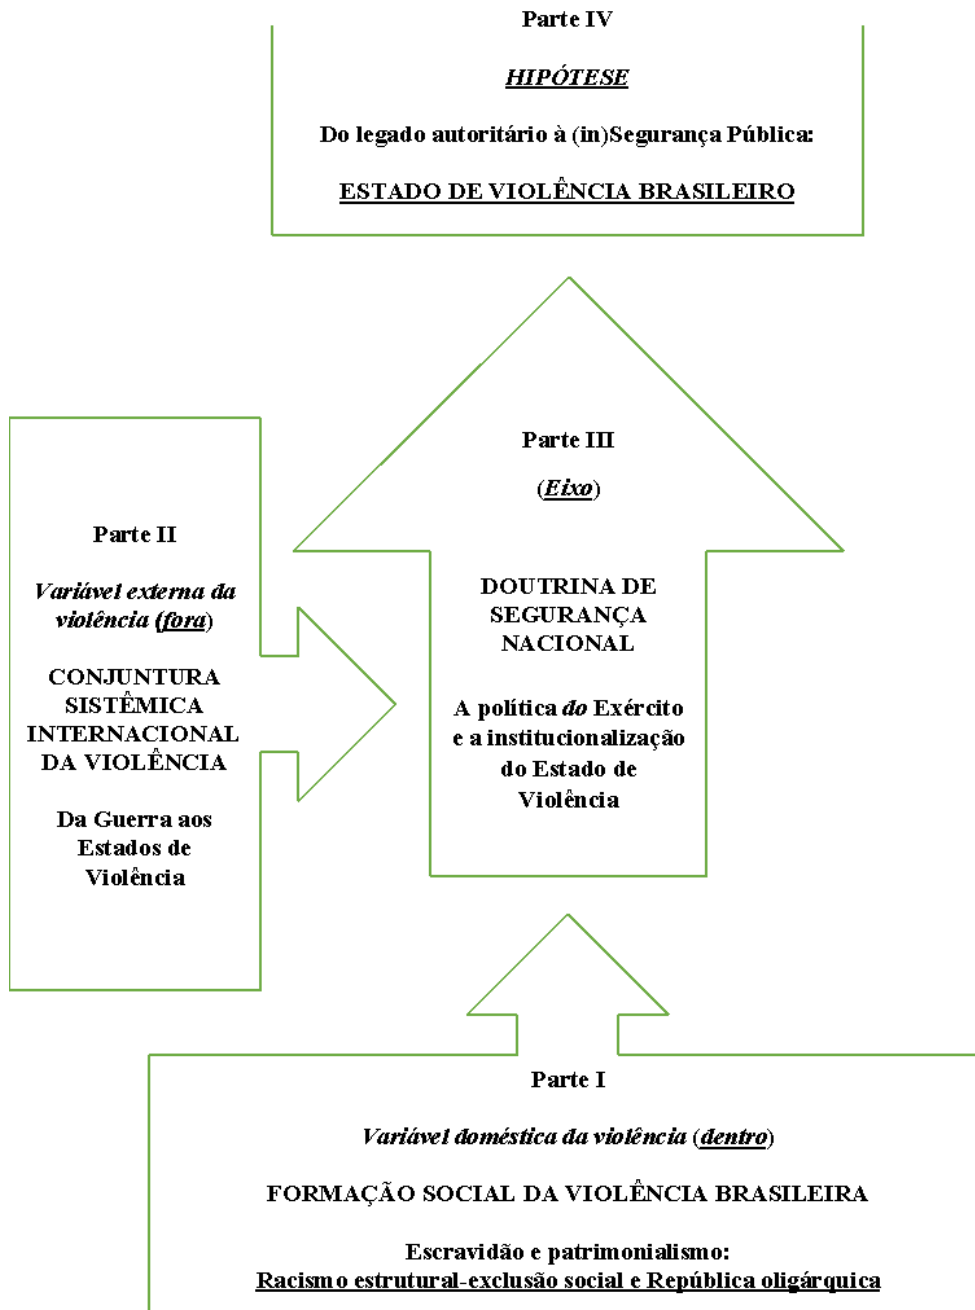 Parte IV
HIPÓTESE
Do legado autoritário à (in)Segurança Pública:
ESTADO DE VIOLÊNCIA BRASILEIRO
Parte III
(Eixo)
DOUTRINA DE
SEGURANÇA
NACIONAL
A política do Exército
e a institucionalização
do Estado de
Violência
Parte II
Variável externa da
violência (fora)
CONJUNTURA
SISTÊMICA
INTERNACIONAL
DA VIOLÊNCIA
Da Guerra aos
Estados de
Violência
Parte I
Variável doméstica da violência (dentro)
FORMAÇÃO SOCIAL DA VIOLÊNCIA BRASILEIRA
Escravidão e patrimonialismo:
Racismo estrutural-exclusão social e República oligárquica